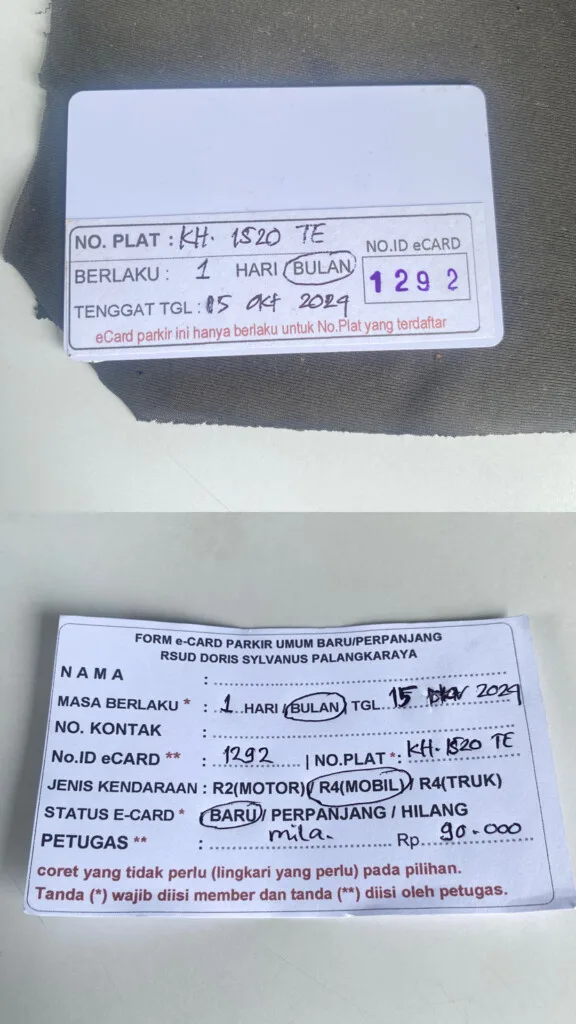 NO. PLAT : KH. 1520 TE
BERLAKU : 1 HARI BULAN
TENGGAT TGL : 15 Okt 2024
NO.ID eCARD
1292
eCard parkir ini hanya berlaku untuk No.Plat yang terdaftar
FORM e-CARD PARKIR UMUM BARU/PERPANJANG
RSUD DORIS SYLVANUS PALANGKARAYA
NAMA :
MASA BERLAKU * : 1 HARI / BULAN, TGL. 15 2024
NO. KONTAK :
No.ID eCARD ** : 1292 | NO.PLAT *: KH. 1520 TE
JENIS KENDARAAN : R2(MOTOR) / R4(MOBIL) / R4(TRUK)
STATUS E-CARD * : BARU / PERPANJANG / HILANG
PETUGAS ** : mila. Rp. 90.000
coret yang tidak perlu (lingkari yang perlu) pada pilihan.
Tanda (*) wajib diisi member dan tanda (**) diisi oleh petugas.